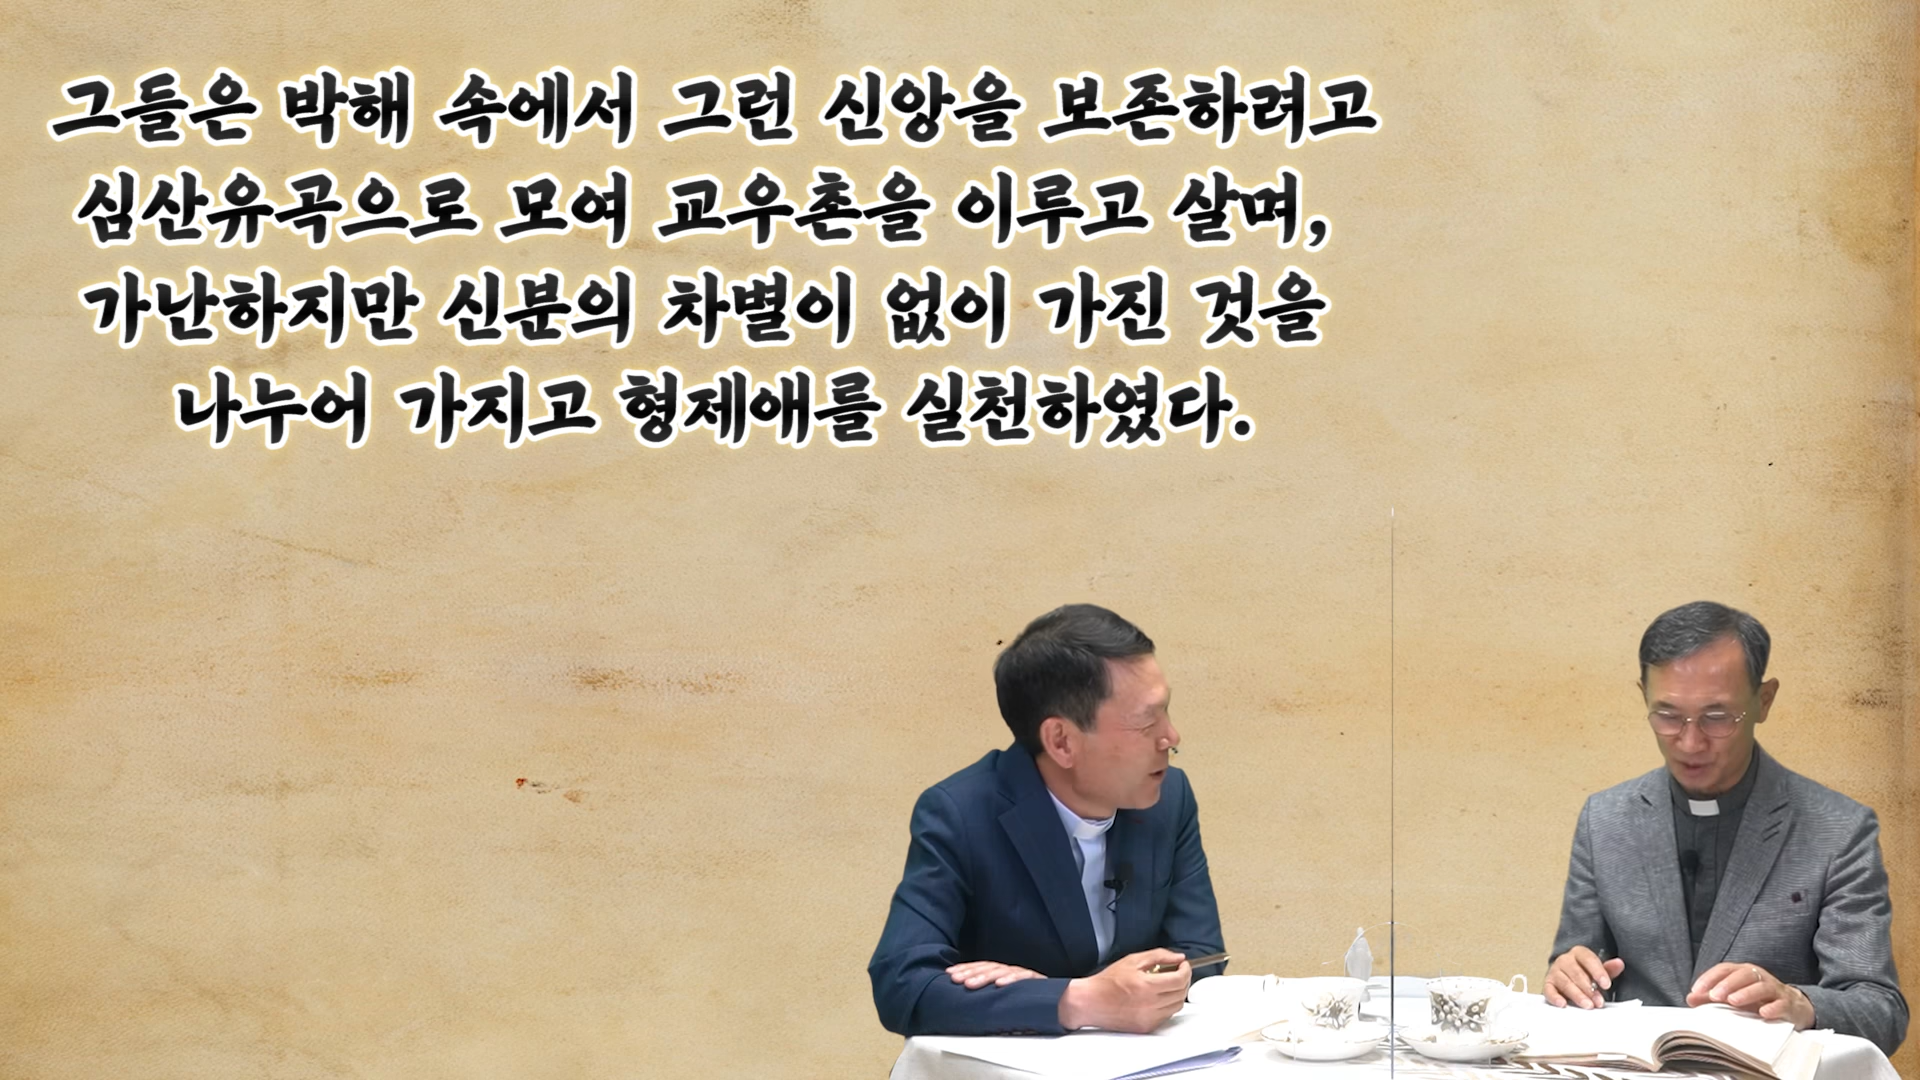 그들은 박해 속에서 그런 신앙을 보존하려고
심산유곡으로 모여 교우촌을 이루고 살며,
가난하지만 신분의 차별이 없이 가진 것을
나누어 가지고 형제애를 실천하였다.